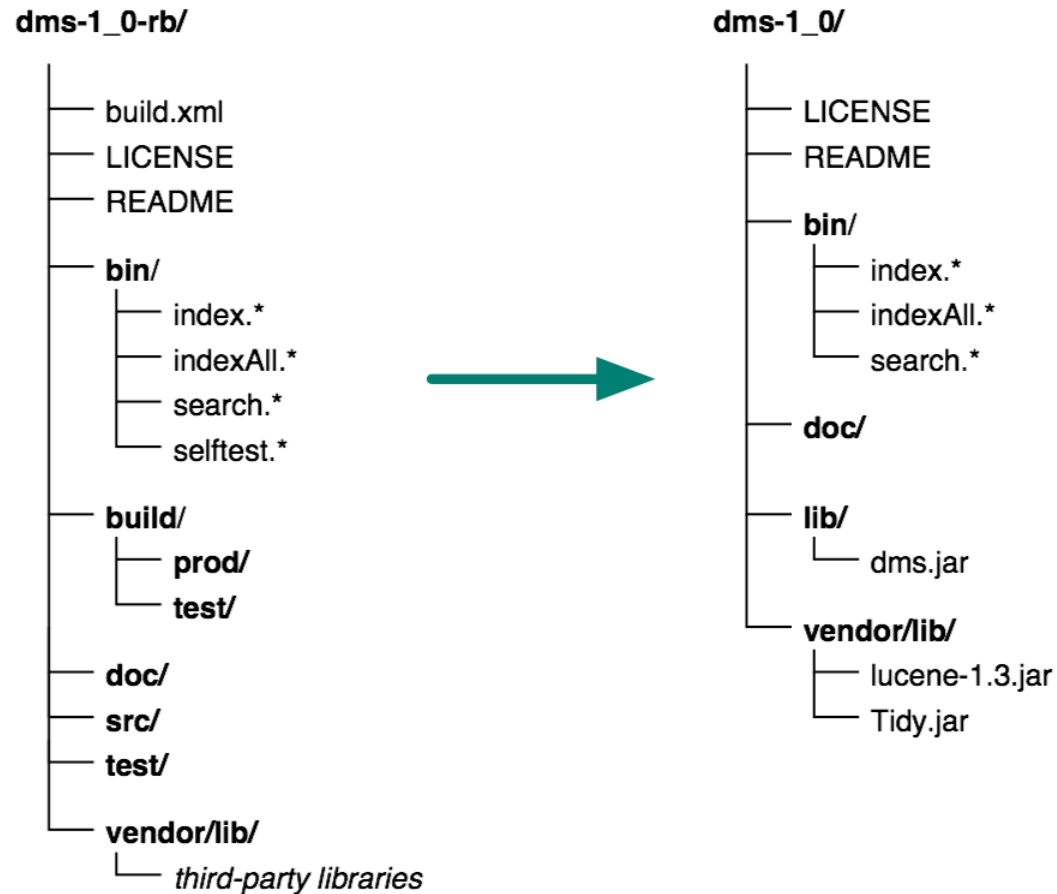 dms-1_0-rb/
build.xml
LICENSE
README
bin/
index.*
indexAll.*
search.*
selftest.*
build/
prod/
test/
doc/
src/
test/
vendor/lib/
third-party libraries
dms-1_0/
LICENSE
README
bin/
index.*
indexAll.*
search.*
doc/
lib/
dms.jar
vendor/lib/
lucene-1.3.jar
Tidy.jar